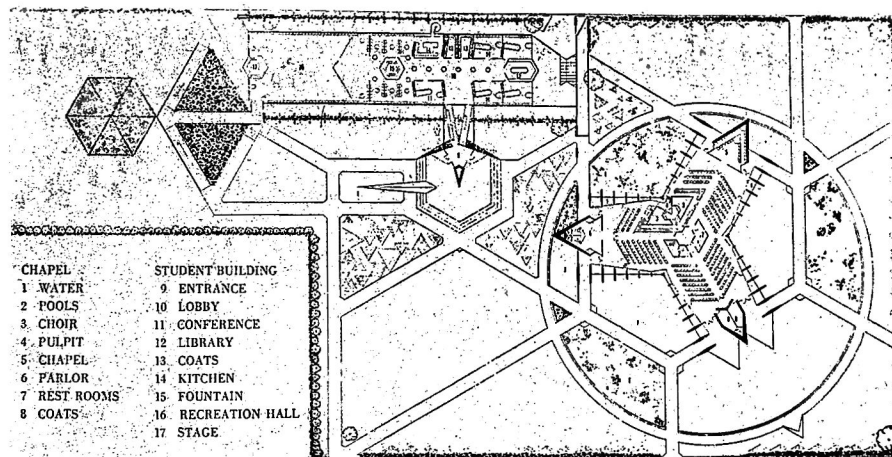 CHAPEL
1 WATER
2 POOLS
3 CHOIR
4 PULPIT
5 CHAPEL
6 PARLOR
7 REST ROOMS
8 COATS
STUDENT BUILDING
9 ENTRANCE
10 LOBBY
11 CONFERENCE
12 LIBRARY
13 COATS
14 KITCHEN
15 FOUNTAIN
16 RECREATION HALL
17 STAGE